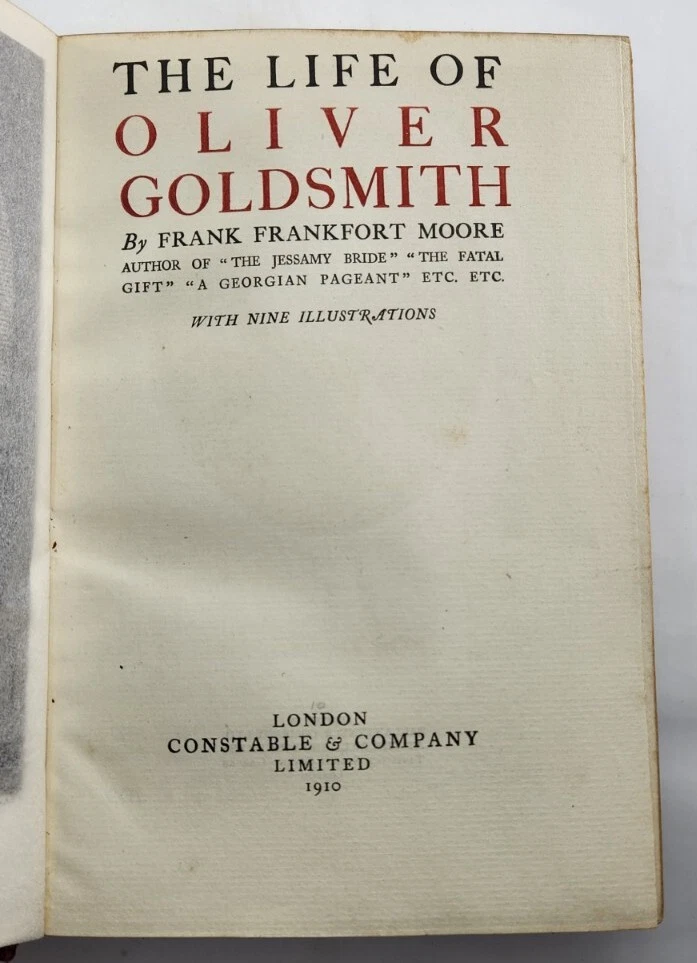 THE LIFE OF
OLIVER
GOLDSMITH
By FRANK FRANKFORT MOORE
AUTHOR OF "THE JESSAMY BRIDE" "THE FATAL
GIFT" "A GEORGIAN PAGEANT" ETC. ETC.
WITH NINE ILLUSTRATIONS
LONDON
CONSTABLE & COMPANY
LIMITED
1910